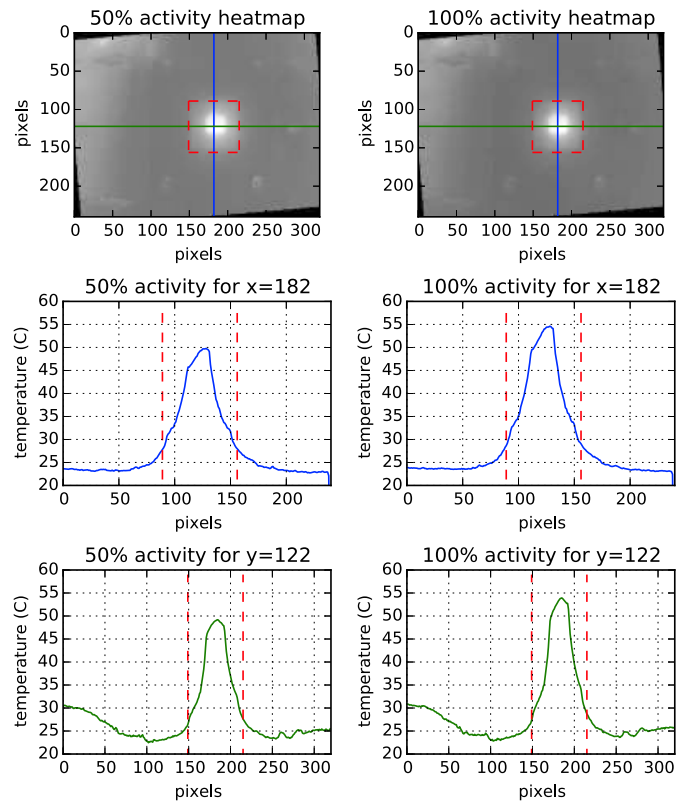 50% activity heatmap
100% activity heatmap
pixels
0
50
100
150
200
0 50 100 150 200 250 300
pixels
pixels
0
50
100
150
200
0 50 100 150 200 250 300
pixels
50% activity for x=182
temperature (C)
60
55
50
45
40
35
30
25
20
0 50 100 150 200
pixels
100% activity for x=182
temperature (C)
60
55
50
45
40
35
30
25
20
0 50 100 150 200
pixels
50% activity for y=122
temperature (C)
60
55
50
45
40
35
30
25
20
0 50 100 150 200 250 300
pixels
100% activity for y=122
temperature (C)
60
55
50
45
40
35
30
25
20
0 50 100 150 200 250 300
pixels